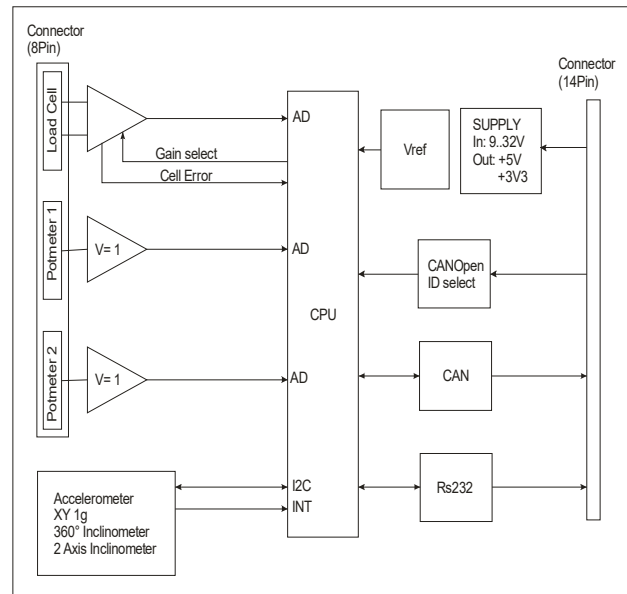 Connector
(8Pin)
Load Cell
AD
Gain select
Cell Error
Potmeter 1
V= 1
AD
CPU
Potmeter 2
V= 1
AD
Accelerometer
XY 1g
360° Inclinometer
2 Axis Inclinometer
I2C
INT
Vref
Connector
(14Pin)
SUPPLY
In: 9..32V
Out: +5V
+3V3
CANOpen
ID select
CAN
Rs232